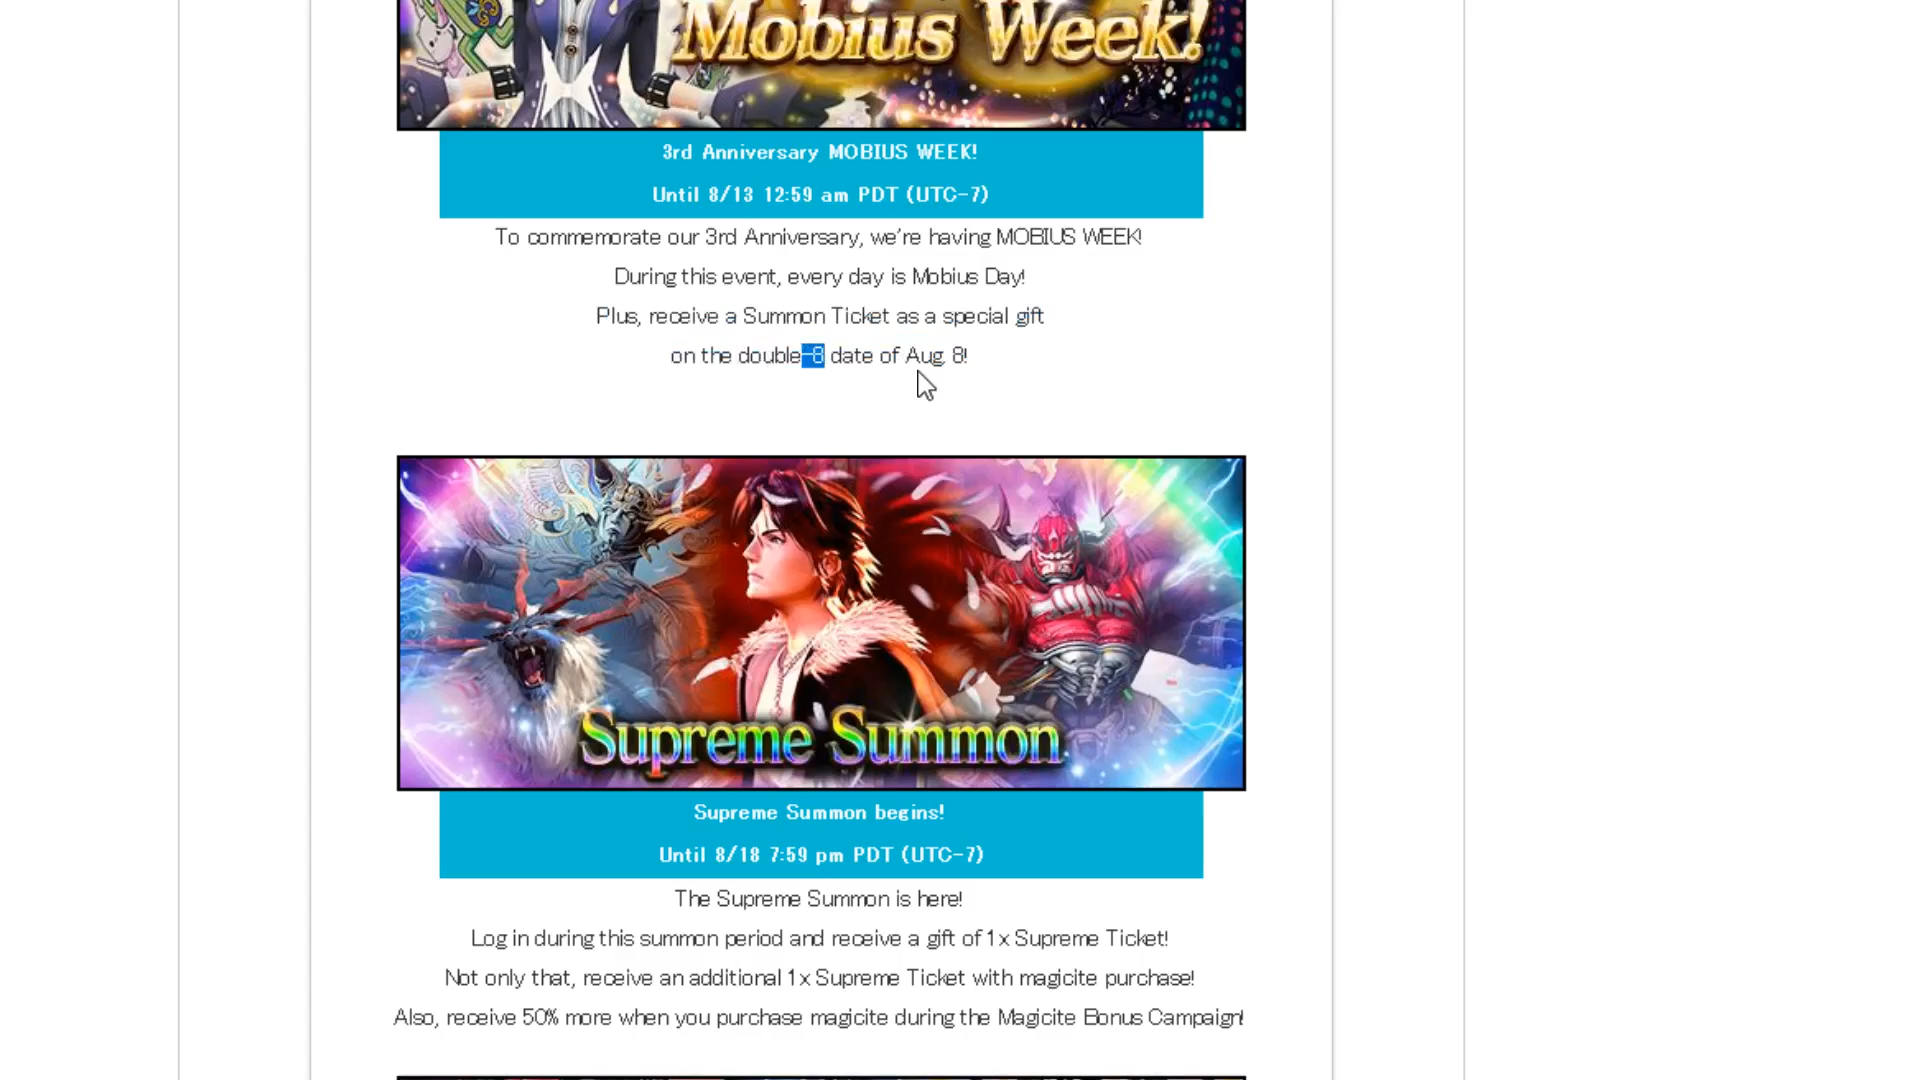 Mobius Week!
3rd Anniversary MOBIUS WEEK!
Until 8/13 12:59 am PDT (UTC-7)
To commemorate our 3rd Anniversary, we're having MOBIUS WEEK!
During this event, every day is Mobius Day!
Plus, receive a Summon Ticket as a special gift
on the double-8 date of Aug. 8!
Supreme Summon
Supreme Summon begins!
Until 8/18 7:59 pm PDT (UTC-7)
The Supreme Summon is here!
Log in during this summon period and receive a gift of 1x Supreme Ticket!
Not only that, receive an additional 1x Supreme Ticket with magicite purchase!
Also, receive 50% more when you purchase magicite during the Magicite Bonus Campaign!